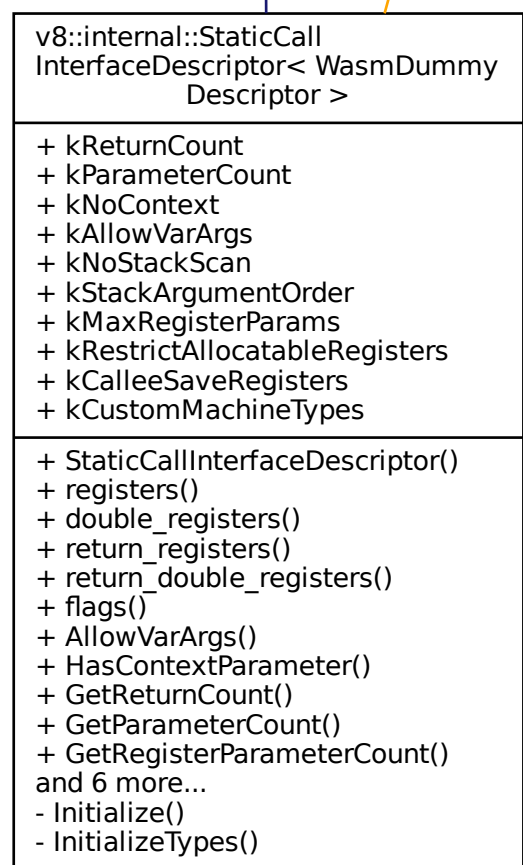 v8::internal::StaticCall
InterfaceDescriptor< WasmDummy
Descriptor >
+ kReturnCount
+ kParameterCount
+ kNoContext
+ kAllowVarArgs
+ kNoStackScan
+ kStackArgumentOrder
+ kMaxRegisterParams
+ kRestrictAllocatableRegisters
+ kCalleeSaveRegisters
+ kCustomMachineTypes
+ StaticCallInterfaceDescriptor()
+ registers()
+ double_registers()
+ return_registers()
+ return_double_registers()
+ flags()
+ AllowVarArgs()
+ HasContextParameter()
+ GetReturnCount()
+ GetParameterCount()
+ GetRegisterParameterCount()
and 6 more...
- Initialize()
- InitializeTypes()